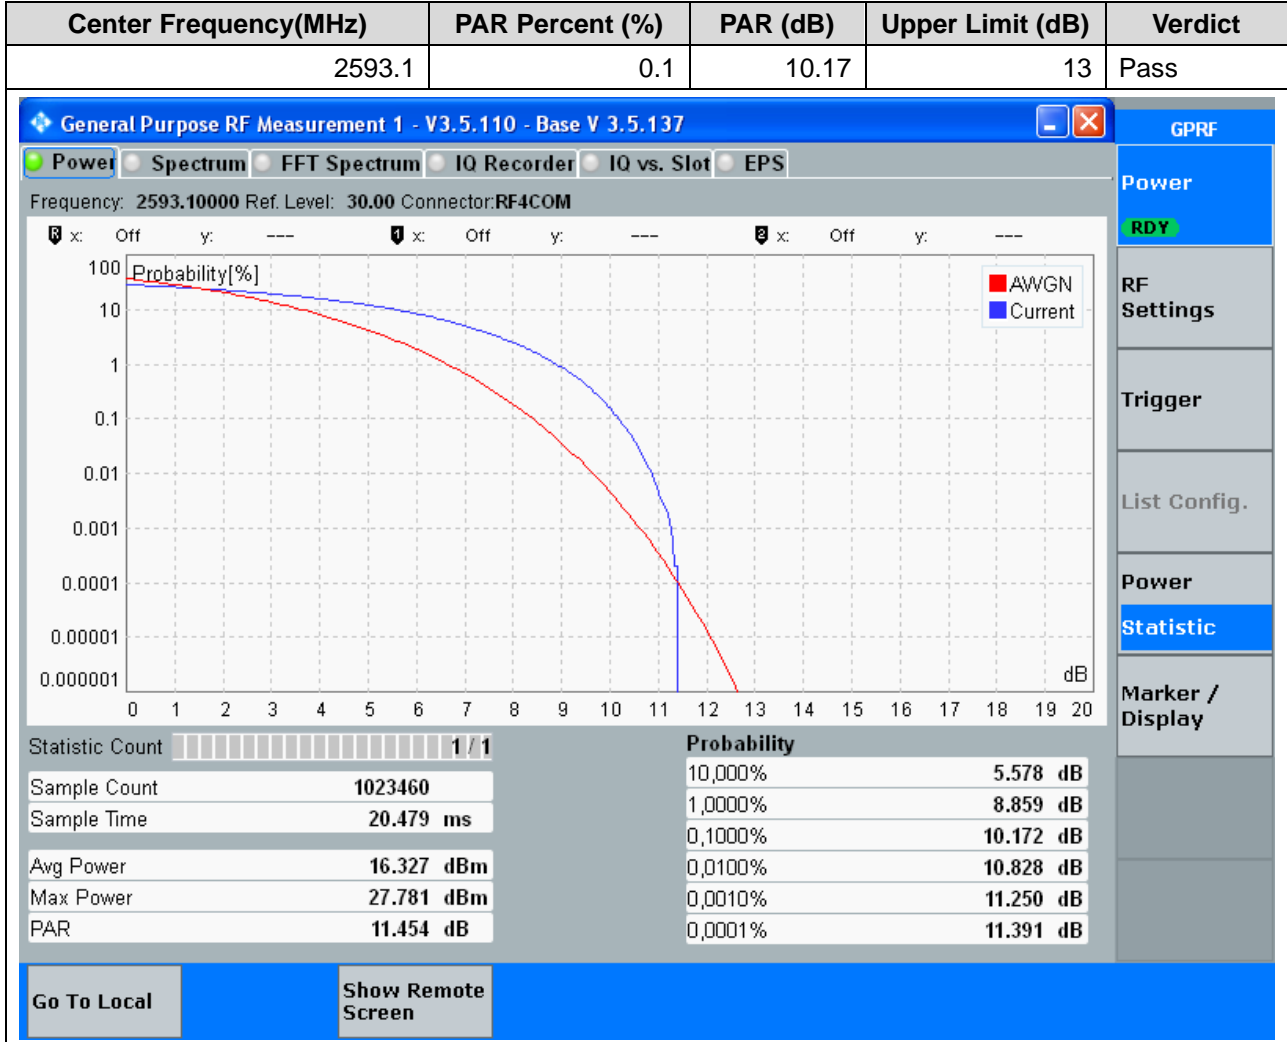 Center Frequency(MHz) PAR Percent (%) PAR (dB) Upper Limit (dB) Verdict
2593.1 0.1 10.17 13 Pass
General Purpose RF Measurement 1 - V3.5.110 - Base V 3.5.137
GPRF
Power Spectrum FFT Spectrum IQ Recorder IQ vs. Slot EPS
Power
RDY
Frequency: 2593.10000 Ref. Level: 30.00 Connector:RF4COM
R x: Off y: --- 1 x: Off y: --- 2 x: Off y: ---
Probability[%]
AWGN
Current
100
10
1
0.1
0.01
0.001
0.0001
0.00001
0.000001
dB
0 1 2 3 4 5 6 7 8 9 10 11 12 13 14 15 16 17 18 19 20
RF
Settings
Trigger
List Config.
Power
Statistic
Marker /
Display
Statistic Count 1 / 1
Sample Count 1023460
Sample Time 20.479 ms
Avg Power 16.327 dBm
Max Power 27.781 dBm
PAR 11.454 dB
Probability
10,000% 5.578 dB
1,0000% 8.859 dB
0,1000% 10.172 dB
0,0100% 10.828 dB
0,0010% 11.250 dB
0,0001% 11.391 dB
Go To Local
Show Remote
Screen